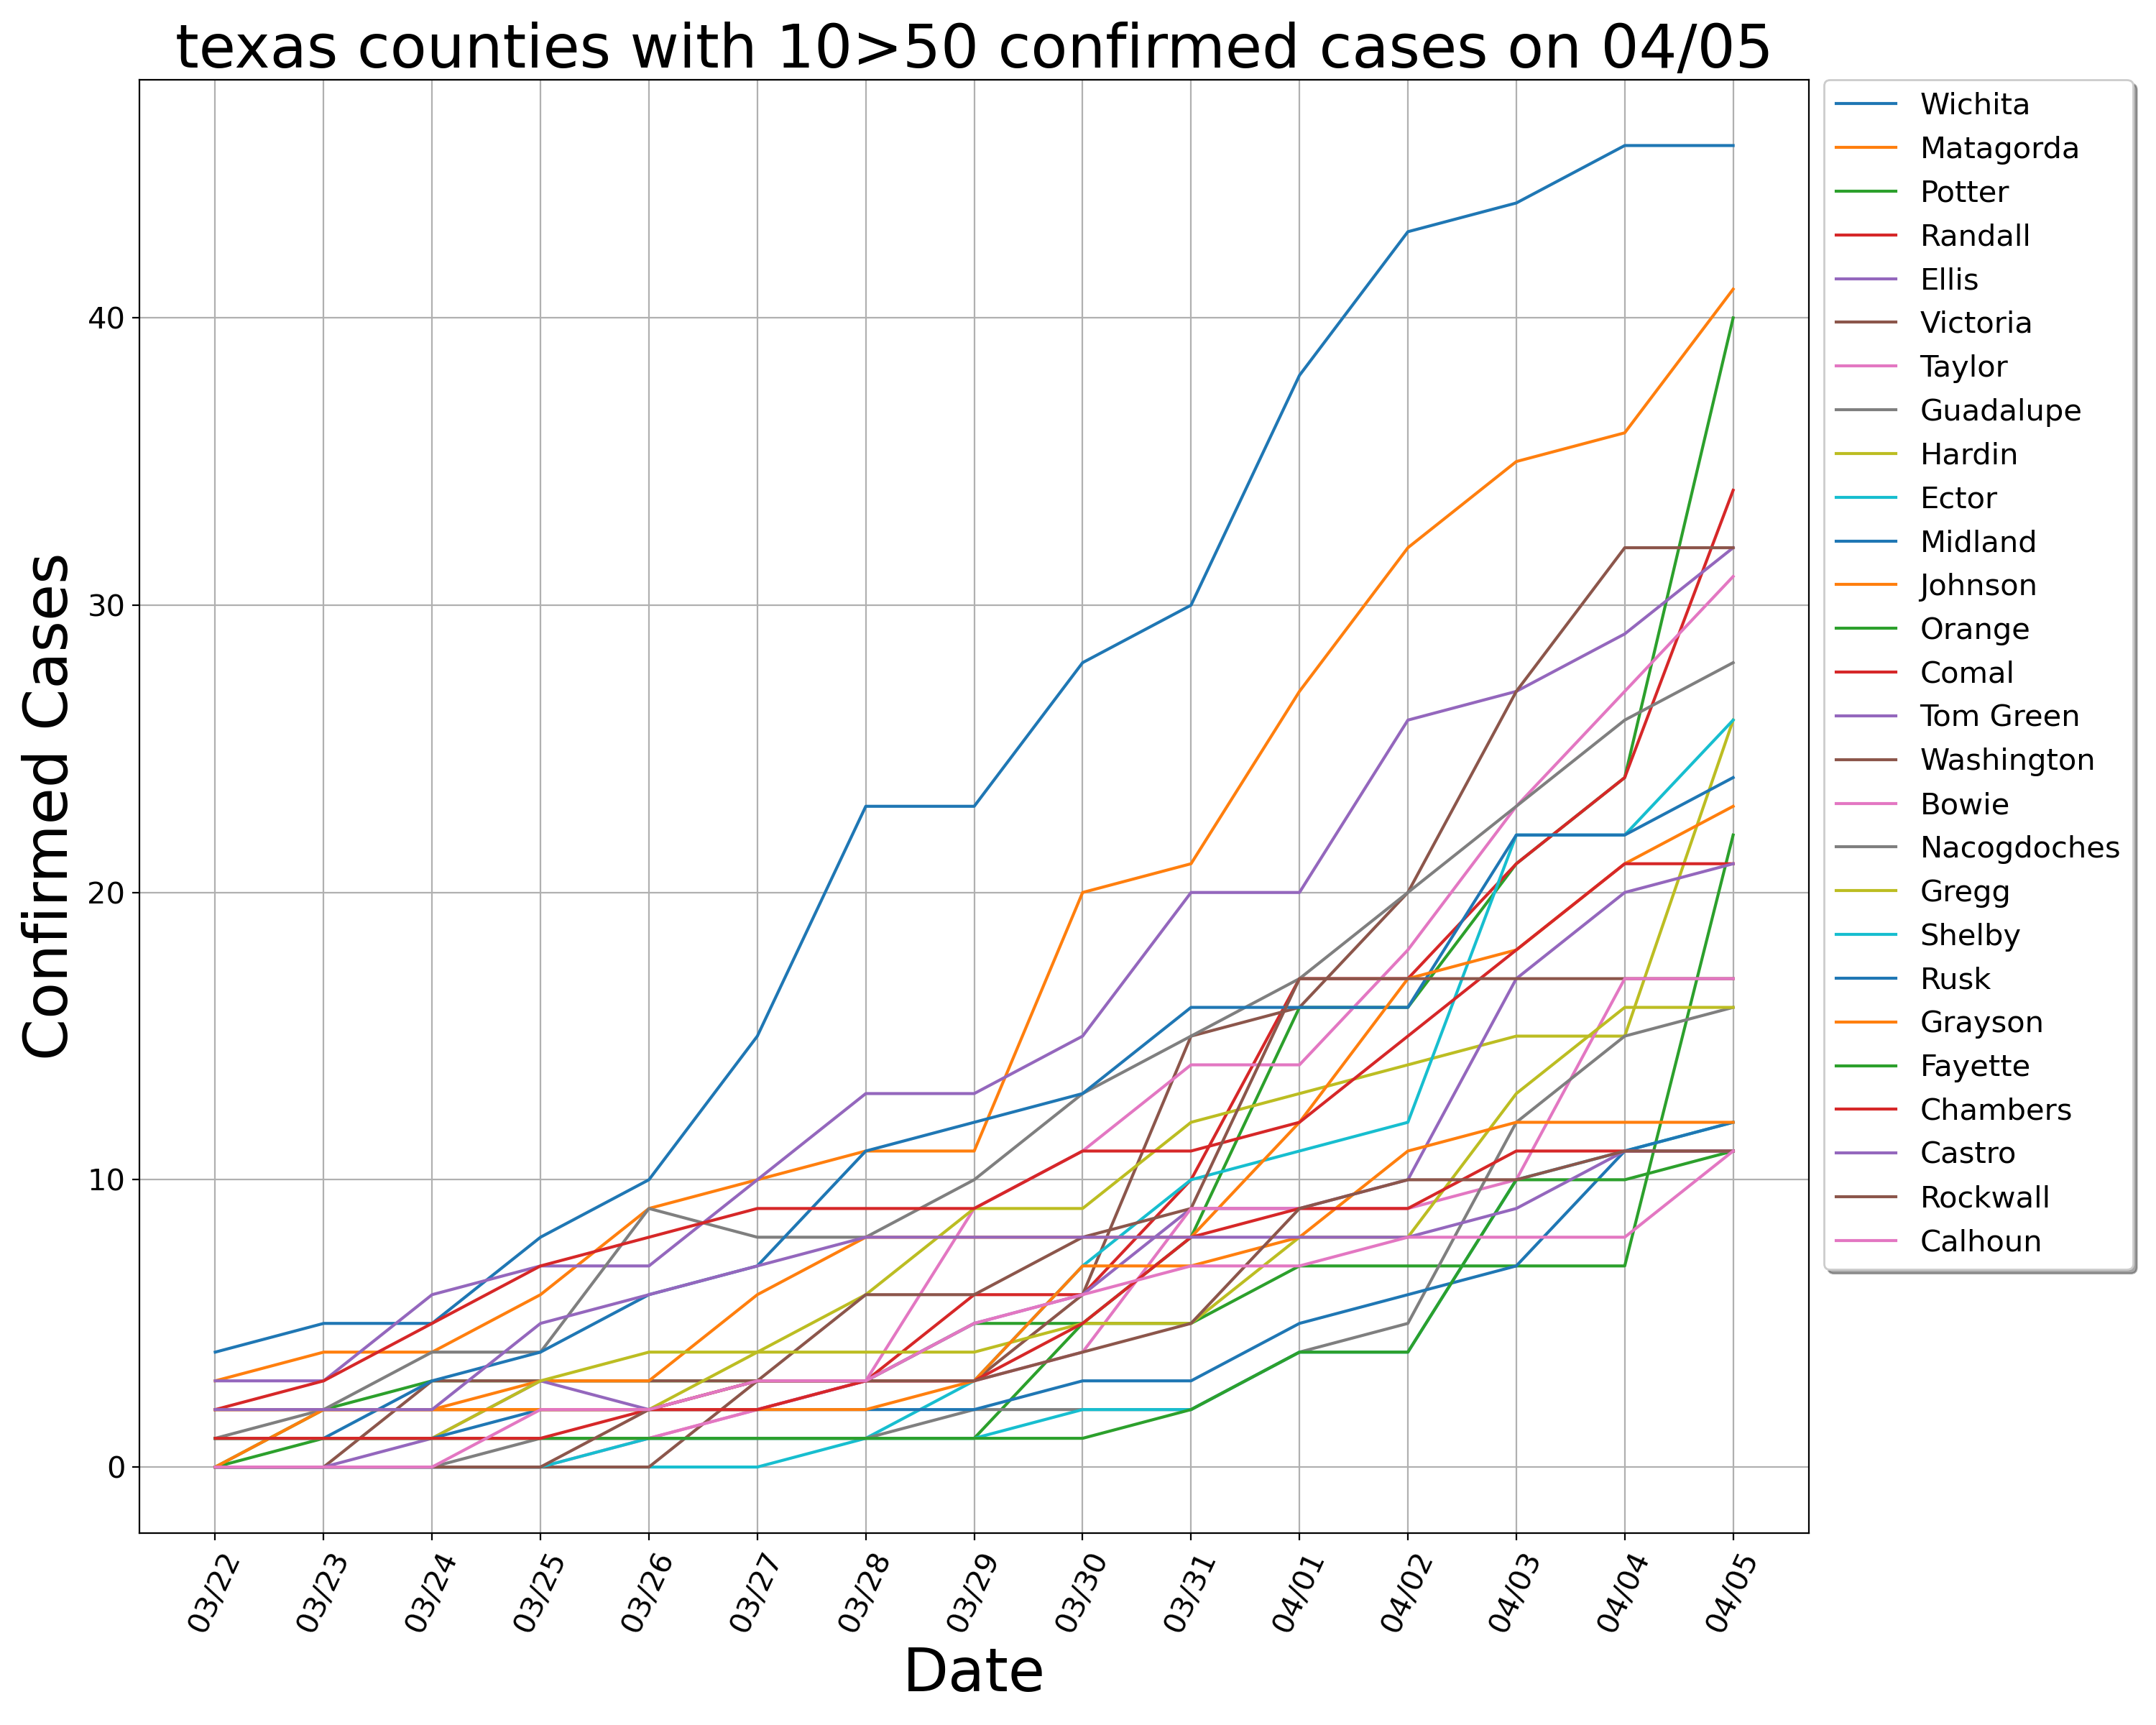 texas counties with 10>50 confirmed cases on 04/05
Confirmed Cases
40
30
20
10
0
03/22
03/23
03/24
03/25
03/26
03/27
03/28
03/29
03/30
03/31
04/01
04/02
04/03
04/04
04/05
Date
Wichita
Matagorda
Potter
Randall
Ellis
Victoria
Taylor
Guadalupe
Hardin
Ector
Midland
Johnson
Orange
Comal
Tom Green
Washington
Bowie
Nacogdoches
Gregg
Shelby
Rusk
Grayson
Fayette
Chambers
Castro
Rockwall
Calhoun